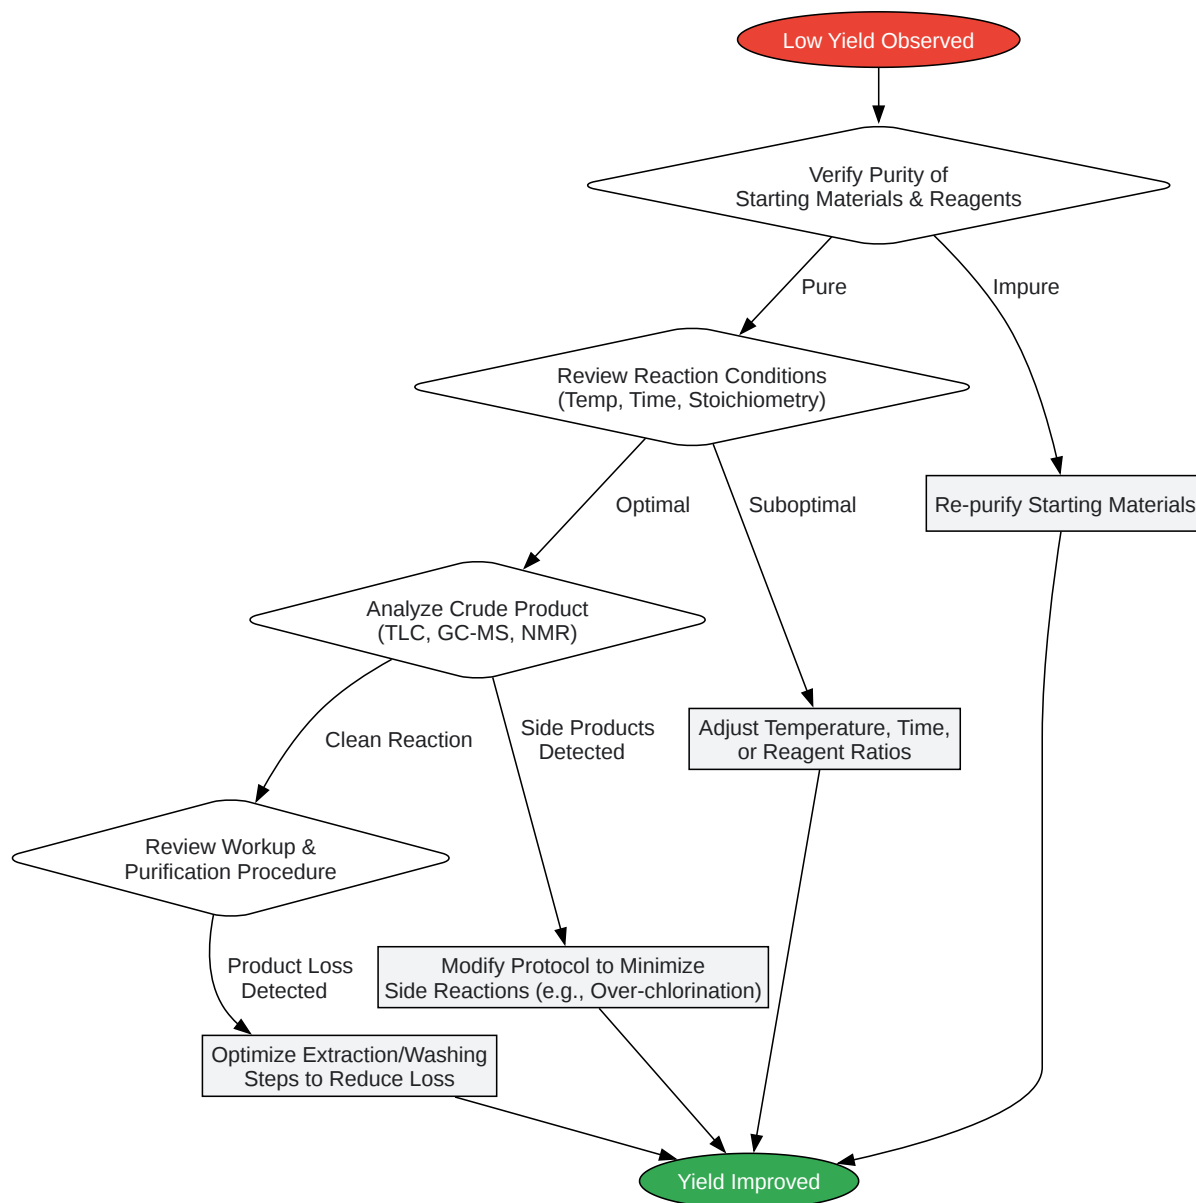 Low Yield Observed
Verify Purity of
Starting Materials & Reagents
Pure
Impure
Review Reaction Conditions
(Temp, Time, Stoichiometry)
Optimal
Suboptimal
Re-purify Starting Materials
Analyze Crude Product
(TLC, GC-MS, NMR)
Clean Reaction
Side Products
Detected
Adjust Temperature, Time,
or Reagent Ratios
Review Workup &
Purification Procedure
Product Loss
Detected
Modify Protocol to Minimize
Side Reactions (e.g., Over-chlorination)
Optimize Extraction/Washing
Steps to Reduce Loss
Yield Improved